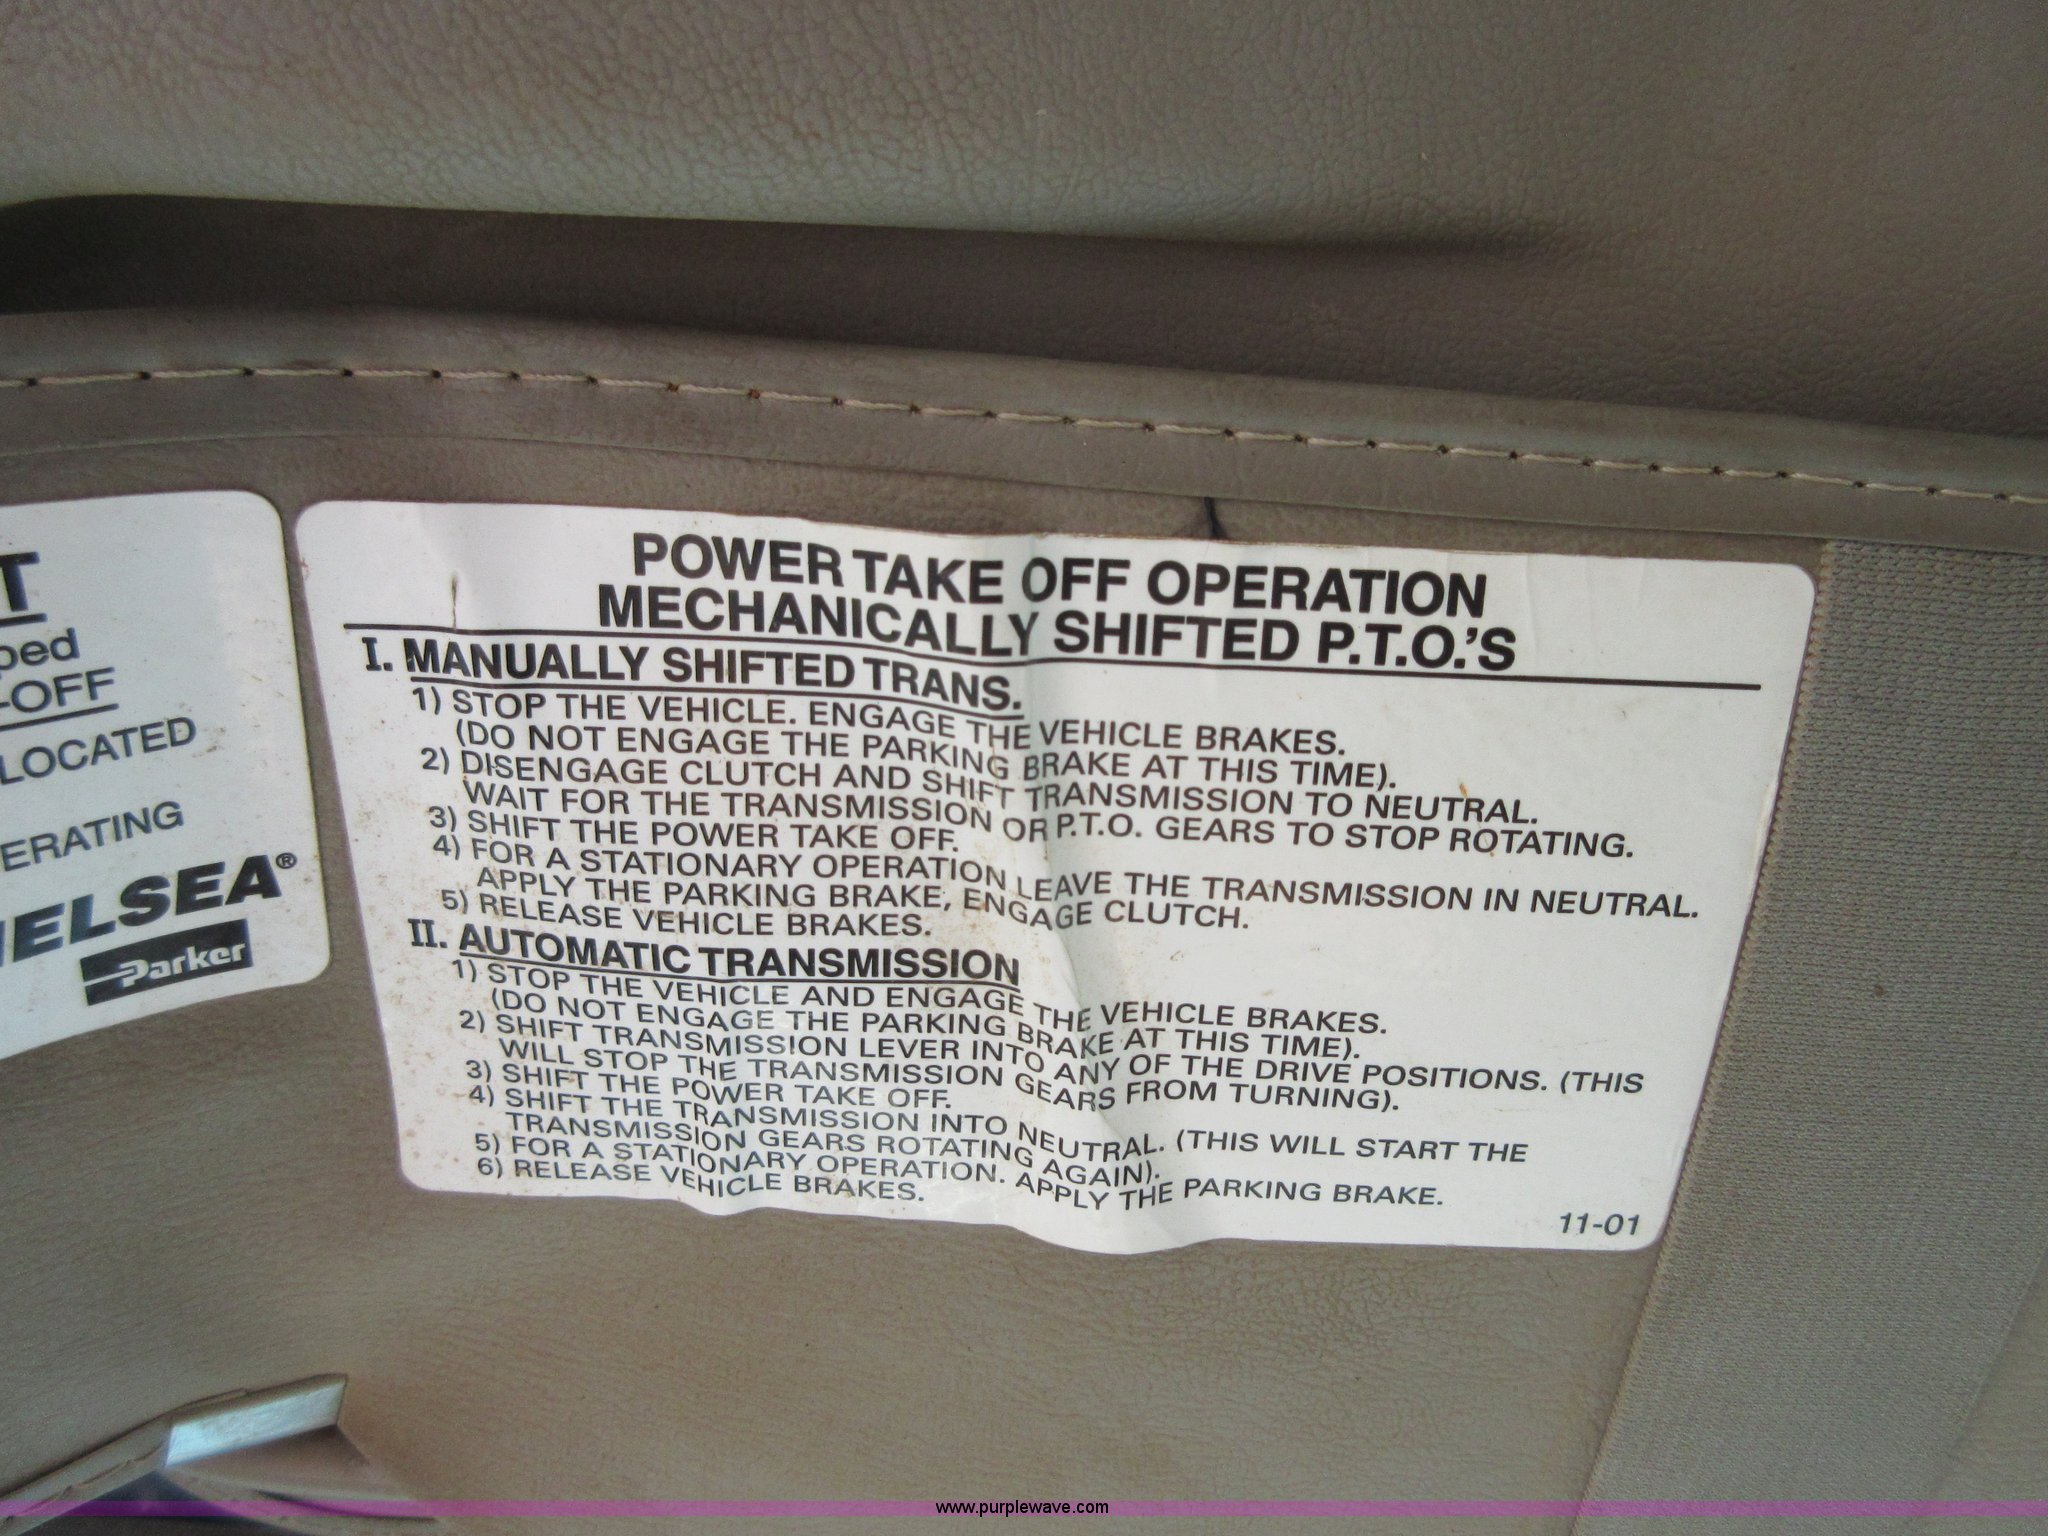 T
ped
-OFF
LOCATED
ERATING
HELSEA®
Parker
POWER TAKE OFF OPERATION
MECHANICALLY SHIFTED P.T.O.'S
I. MANUALLY SHIFTED TRANS.
1) STOP THE VEHICLE. ENGAGE THE VEHICLE BRAKES.
(DO NOT ENGAGE THE PARKING BRAKE AT THIS TIME).
2) DISENGAGE CLUTCH AND SHIFT TRANSMISSION TO NEUTRAL.
WAIT FOR THE TRANSMISSION OR P.T.O. GEARS TO STOP ROTATING.
3) SHIFT THE POWER TAKE OFF.
4) FOR A STATIONARY OPERATION LEAVE THE TRANSMISSION IN NEUTRAL.
APPLY THE PARKING BRAKE, ENGAGE CLUTCH.
5) RELEASE VEHICLE BRAKES.
II. AUTOMATIC TRANSMISSION
1) STOP THE VEHICLE AND ENGAGE THE VEHICLE BRAKES.
(DO NOT ENGAGE THE PARKING BRAKE AT THIS TIME).
2) SHIFT TRANSMISSION LEVER INTO ANY OF THE DRIVE POSITIONS. (THIS
WILL STOP THE TRANSMISSION GEARS FROM TURNING).
3) SHIFT THE POWER TAKE OFF.
4) SHIFT THE TRANSMISSION INTO NEUTRAL. (THIS WILL START THE
TRANSMISSION GEARS ROTATING AGAIN).
5) FOR A STATIONARY OPERATION. APPLY THE PARKING BRAKE.
6) RELEASE VEHICLE BRAKES.
11-01
www.purplewave.com